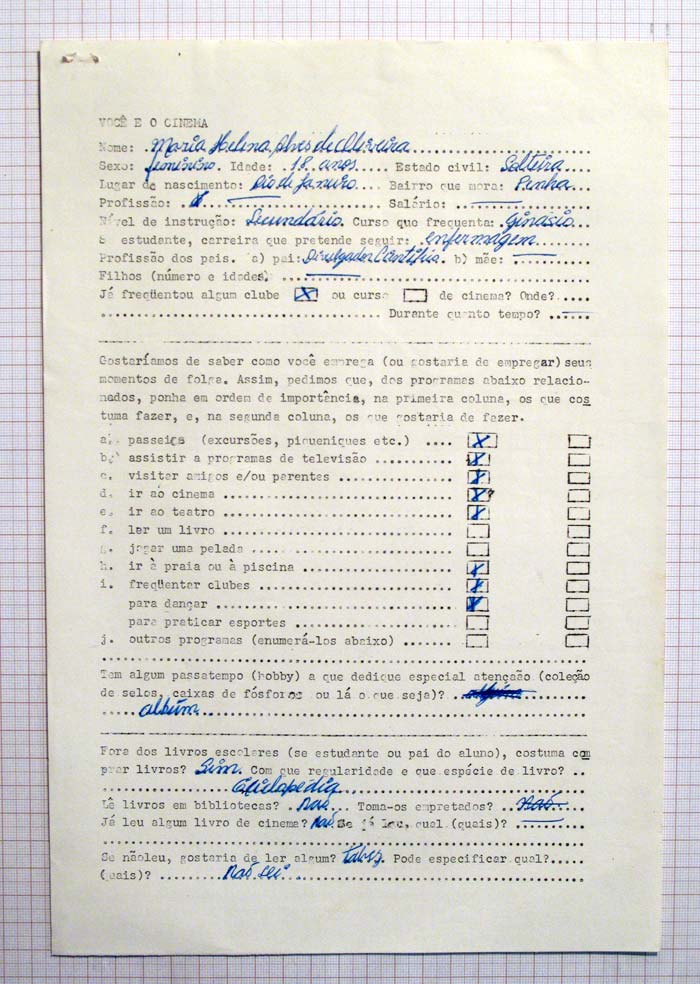 VOCÊ E O CINEMA
Nome: Maria Helena Alves de Oliveira
Sexo: feminino. Idade: 18 anos Estado civil: Solteira
Lugar de nascimento: Rio de Janeiro Bairro que mora: Penha
Profissão: Salário:
Nível de instrução: Secundário. Curso que frequenta: Ginásio
S estudante, carreira que pretende seguir: enfermagem
Profissão dos pais. a) pai: Divulgador b) mãe:
Filhos (número e idades)
Já freqüentou algum clube X ou curso de cinema? Onde?
Durante quanto tempo?
Gostaríamos de saber como você emprega (ou gostaria de empregar) seus
momentos de folga. Assim, pedimos que, dos programas abaixo relacio-
nados, ponha em ordem de importância, na primeira coluna, os que cos
tuma fazer, e, na segunda coluna, os que gostaria de fazer.
a. passeios (excursões, piqueniques etc.) X
b. assistir a programas de televisão X
c. visitar amigos e/ou parentes X
d. ir ao cinema X
e. ir ao teatro X
f. ler um livro
g. jogar uma pelada
h. ir à praia ou à piscina X
i. freqüentar clubes X
para dançar X
para praticar esportes
j. outros programas (enumerá-los abaixo)
Tem algum passatempo (hobby) a que dedique especial atençaão (coleção
de selos, caixas de fósforos ou lá o que seja)?
album
Fora dos livros escolares (se estudante ou pai do aluno), costuma com
prar livros? Sim. Com que regularidade e que espécie de livro?
Lê livros em bibliotecas? não Toma-os empretados? Não
Já leu algum livro de cinema? não Se já leu, qual (quais)?
Se nãoleu, gostaria de ler algum? talvez. Pode especificar qual?
(quais)? não sei